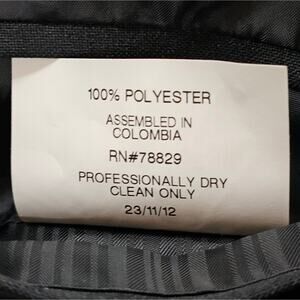 100% POLYESTER
ASSEMBLED IN
COLOMBIA
RN#78829
PROFESSIONALLY DRY
CLEAN ONLY
23/11/12